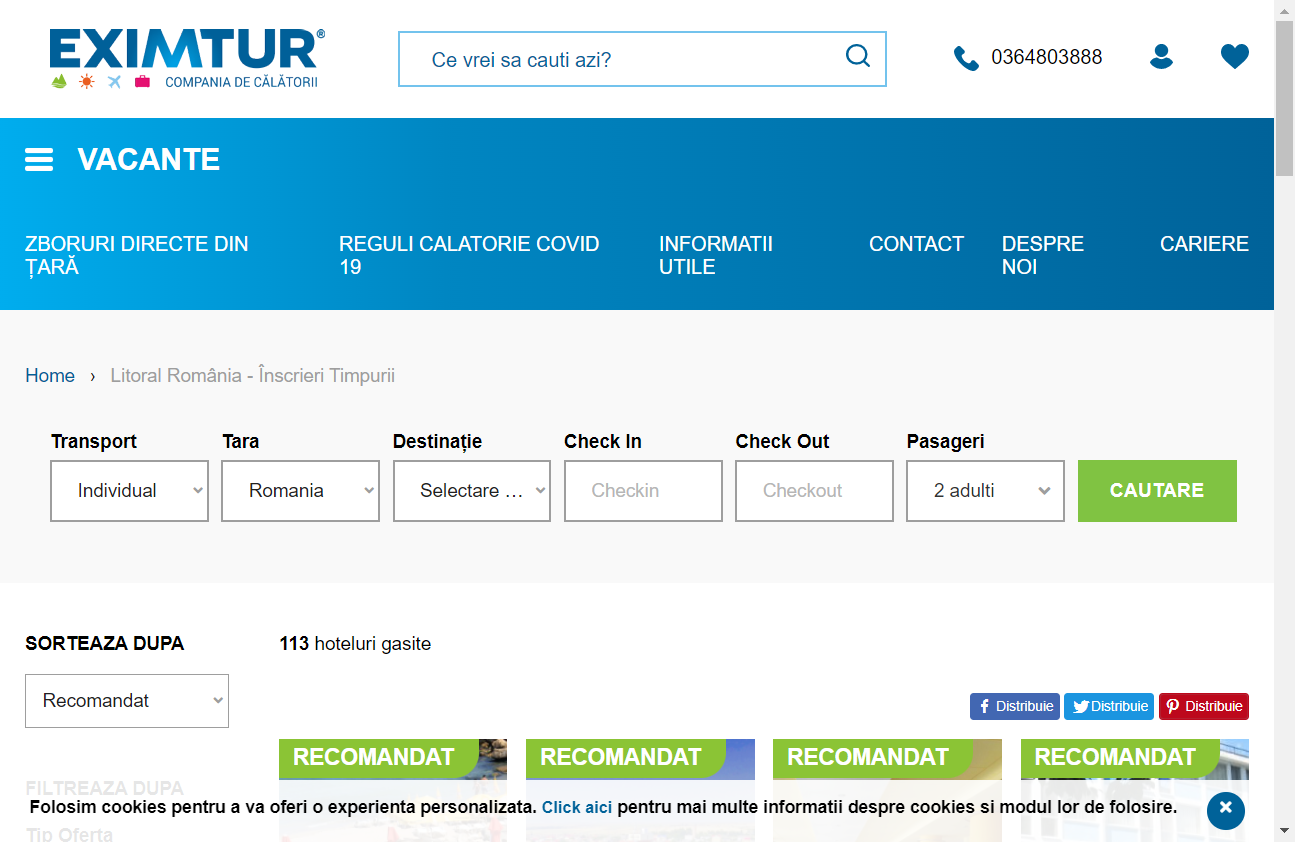 EXIMTUR®
COMPANIA DE CĂLĂTORII
Ce vrei sa cauti azi?
0364803888
VACANTE
ZBORURI DIRECTE DIN
ȚARĂ
REGULI CALATORIE COVID
19
INFORMATII
UTILE
CONTACT
DESPRE
NOI
CARIERE
Home › Litoral România - Înscrieri Timpurii
Transport
Tara
Destinație
Check In
Check Out
Pasageri
Individual
Romania
Selectare ...
Checkin
Checkout
2 adulti
CAUTARE
SORTEAZA DUPA
113 hoteluri gasite
Recomandat
Distribuie
Distribuie
Distribuie
RECOMANDAT
RECOMANDAT
RECOMANDAT
RECOMANDAT
FILTREAZA DUPA
Folosim cookies pentru a va oferi o experienta personalizata. Click aici pentru mai multe informatii despre cookies si modul lor de folosire.
Tip Oferta